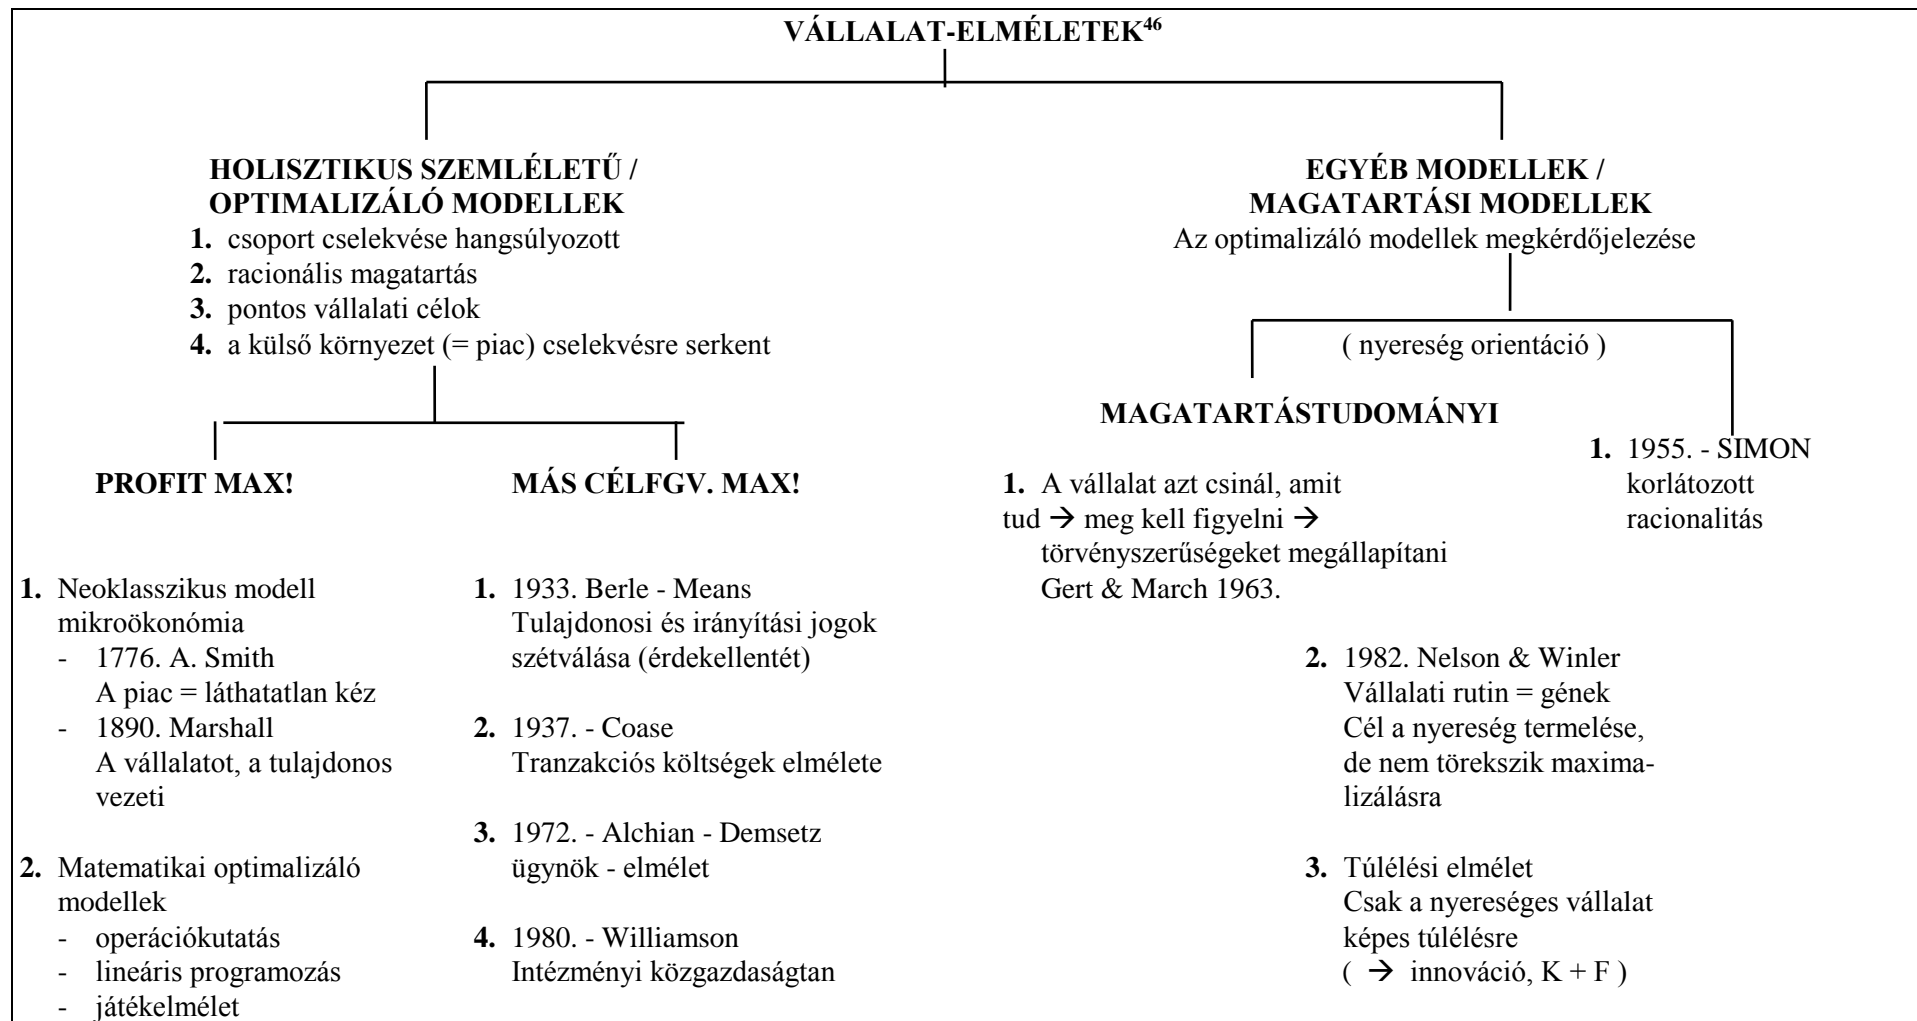 VÁLLALAT-ELMÉLETEK46
HOLISZTIKUS SZEMLÉLETŰ /
OPTIMALIZÁLÓ MODELLEK
1. csoport cselekvése hangsúlyozott
2. racionális magatartás
3. pontos vállalati célok
4. a külső környezet (= piac) cselekvésre serkent
PROFIT MAX!
1. Neoklasszikus modell
mikroökonómia
- 1776. A. Smith
A piac = láthatatlan kéz
- 1890. Marshall
A vállalatot, a tulajdonos
vezeti
2. Matematikai optimalizáló
modellek
- operációkutatás
- lineáris programozás
- játékelmélet
MÁS CÉLFGV. MAX!
1. 1933. Berle - Means
Tulajdonosi és irányítási jogok
szétválása (érdekellentét)
2. 1937. - Coase
Tranzakciós költségek elmélete
3. 1972. - Alchian - Demsetz
ügynök - elmélet
4. 1980. - Williamson
Intézményi közgazdaságtan
EGYÉB MODELLEK /
MAGATARTÁSI MODELLEK
Az optimalizáló modellek megkérdőjelezése
( nyereség orientáció )
MAGATARTÁSTUDOMÁNYI
1. A vállalat azt csinál, amit
tud → meg kell figyelni →
törvényszerűségeket megállapítani
Gert & March 1963.
1. 1955. - SIMON
korlátozott
racionalitás
2. 1982. Nelson & Winler
Vállalati rutin = gének
Cél a nyereség termelése,
de nem törekszik maxima-
lizálásra
3. Túlélési elmélet
Csak a nyereséges vállalat
képes túlélésre
( → innováció, K + F )